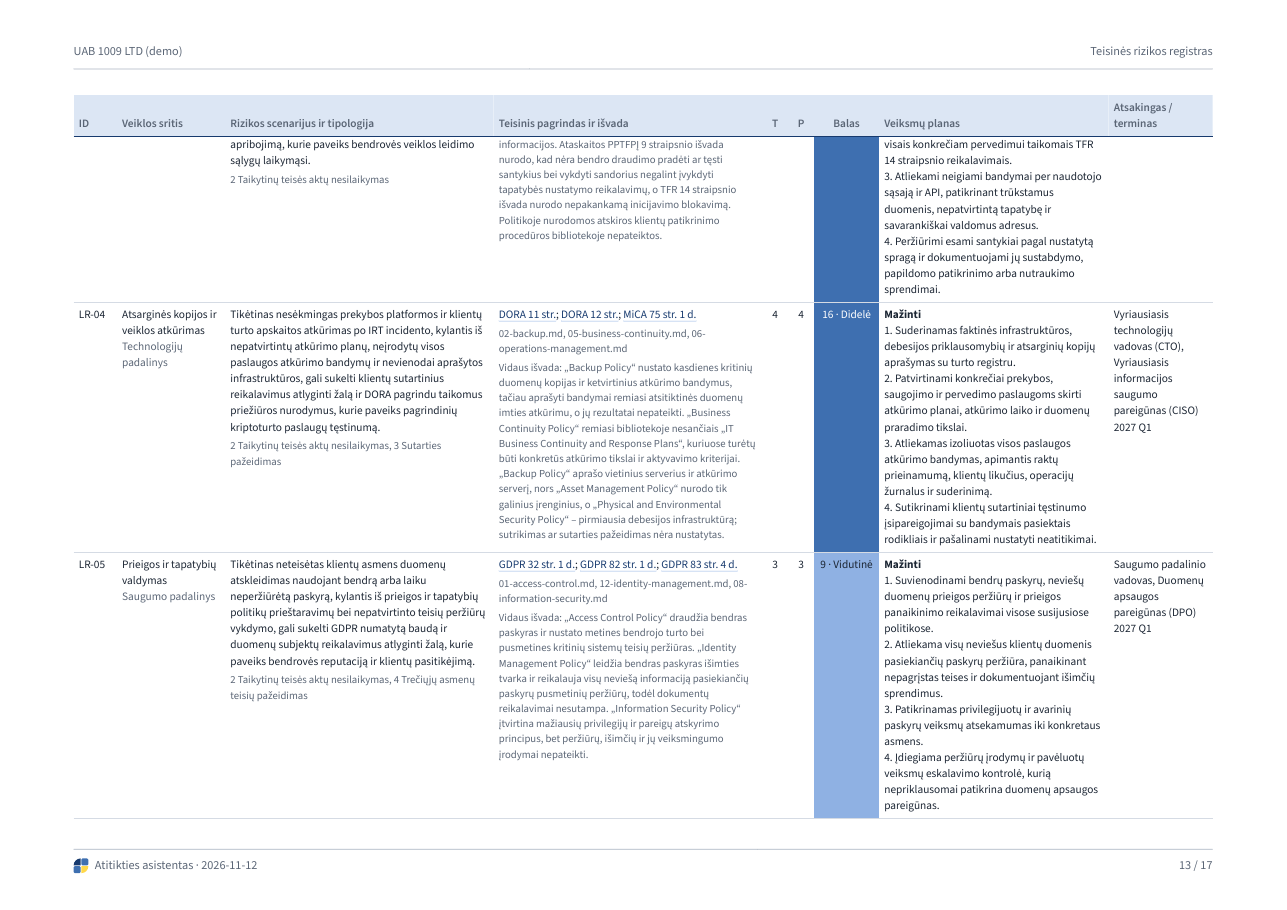 UAB 1009 LTD (demo)
Teisinės rizikos registras
ID
Veiklos sritis
Rizikos scenarijus ir tipologija
Teisinis pagrindas ir išvada
T
P
Balas
Veiksmų planas
Atsakingas /
terminas
apribojimą, kurie paveiks bendrovės veiklos leidimo
sąlygų laikymąsi.
2 Taikytinų teisės aktų nesilaikymas
informacijos. Ataskaitos PPTFPĮ 9 straipsnio išvada
nurodo, kad nėra bendro draudimo pradėti ar tęsti
santykius bei vykdyti sandorius negalint įvykdyti
tapatybės nustatymo reikalavimų, o TFR 14 straipsnio
išvada nurodo nepakankamą inicijavimo blokavimą.
Politikoje nurodomos atskiros klientų patikrinimo
procedūros bibliotekoje nepateiktos.
visais konkrečiam pervedimui taikomais TFR
14 straipsnio reikalavimais.
3. Atliekami neigiami bandymai per naudotojo
sąsają ir API, patikrinant trūkstamus
duomenis, nepatvirtintą tapatybę ir
savarankiškai valdomus adresus.
4. Peržiūrimi esami santykiai pagal nustatytą
spragą ir dokumentuojami jų sustabdymo,
papildomo patikrinimo arba nutraukimo
sprendimai.
LR-04
Atsarginės kopijos ir
veiklos atkūrimas
Technologijų
padalinys
Tikėtinas nesėkmingas prekybos platformos ir klientų
turto apskaitos atkūrimas po IRT incidento, kylantis iš
nepatvirtintų atkūrimo planų, neįrodytų visos
paslaugos atkūrimo bandymų ir nevienodai aprašytos
infrastruktūros, gali sukelti klientų sutartinius
reikalavimus atlyginti žalą ir DORA pagrindu taikomus
priežiūros nurodymus, kurie paveiks pagrindinių
kriptoturto paslaugų tęstinumą.
2 Taikytinų teisės aktų nesilaikymas, 3 Sutarties
pažeidimas
DORA 11 str.; DORA 12 str.; MiCA 75 str. 1 d.
02-backup.md, 05-business-continuity.md, 06-
operations-management.md
Vidaus išvada: „Backup Policy“ nustato kasdienes kritinių
duomenų kopijas ir ketvirtinius atkūrimo bandymus,
tačiau aprašyti bandymai remiasi atsitiktinės duomenų
imties atkūrimu, o jų rezultatai nepateikti. „Business
Continuity Policy“ remiasi bibliotekoje nesančiais „IT
Business Continuity and Response Plans“, kuriuose turėtų
būti konkretūs atkūrimo tikslai ir aktyvavimo kriterijai.
„Backup Policy“ aprašo vietinius serverius ir atkūrimo
serverį, nors „Asset Management Policy“ nurodo tik
galinius įrenginius, o „Physical and Environmental
Security Policy“ – pirmiausia debesijos infrastruktūrą;
sutrikimas ar sutarties pažeidimas nėra nustatytas.
4
4
16 · Didelė
Mažinti
1. Suderinamas faktinės infrastruktūros,
debesijos priklausomybių ir atsarginių kopijų
aprašymas su turto registru.
2. Patvirtinami konkrečiai prekybos,
saugojimo ir pervedimo paslaugoms skirti
atkūrimo planai, atkūrimo laiko ir duomenų
praradimo tikslai.
3. Atliekamas izoliuotas visos paslaugos
atkūrimo bandymas, apimantis raktų
prieinamumą, klientų likučius, operacijų
žurnalus ir suderinimą.
4. Sutikrinami klientų sutartiniai tęstinumo
įsipareigojimai su bandymais pasiektais
rodikliais ir pašalinami nustatyti neatitikimai.
Vyriausiasis
technologijų
vadovas (CTO),
Vyriausiasis
informacijos
saugumo
pareigūnas (CISO)
2027 Q1
LR-05
Prieigos ir tapatybių
valdymas
Saugumo padalinys
Tikėtinas neteisėtas klientų asmens duomenų
atskleidimas naudojant bendrą arba laiku
neperžiūrėtą paskyrą, kylantis iš prieigos ir tapatybių
politikų prieštaravimų bei nepatvirtinto teisių peržiūrų
vykdymo, gali sukelti GDPR numatytą baudą ir
duomenų subjektų reikalavimus atlyginti žalą, kurie
paveiks bendrovės reputaciją ir klientų pasitikėjimą.
2 Taikytinų teisės aktų nesilaikymas, 4 Trečiųjų asmenų
teisių pažeidimas
GDPR 32 str. 1 d.; GDPR 82 str. 1 d.; GDPR 83 str. 4 d.
01-access-control.md, 12-identity-management.md, 08-
information-security.md
Vidaus išvada: „Access Control Policy“ draudžia bendras
paskyras ir nustato metines bendrojo turto bei
pusmetines kritinių sistemų teisių peržiūras. „Identity
Management Policy“ leidžia bendras paskyras išimties
tvarka ir reikalauja visų neviešą informaciją pasiekiančių
paskyrų pusmetinių peržiūrų, todėl dokumentų
reikalavimai nesutampa. „Information Security Policy“
įtvirtina mažiausių privilegijų ir pareigų atskyrimo
principus, bet peržiūrų, išimčių ir jų veiksmingumo
įrodymai nepateikti.
3
3
9 · Vidutinė
Mažinti
1. Suvienodinami bendrų paskyrų, neviešų
duomenų prieigos peržiūrų ir prieigos
panaikinimo reikalavimai visose susijusiose
politikose.
2. Atliekama visų neviešus klientų duomenis
pasiekiančių paskyrų peržiūra, panaikinant
nepagrįstas teises ir dokumentuojant išimčių
sprendimus.
3. Patikrinamas privilegijuotų ir avarinių
paskyrų veiksmų atsekamumas iki konkretaus
asmens.
4. Įdiegiama peržiūrų įrodymų ir pavėluotų
veiksmų eskalavimo kontrolė, kurią
nepriklausomai patikrina duomenų apsaugos
pareigūnas.
Saugumo padalinio
vadovas, Duomenų
apsaugos
pareigūnas (DPO)
2027 Q1
Atitikties asistentas · 2026-11-12
13 / 17